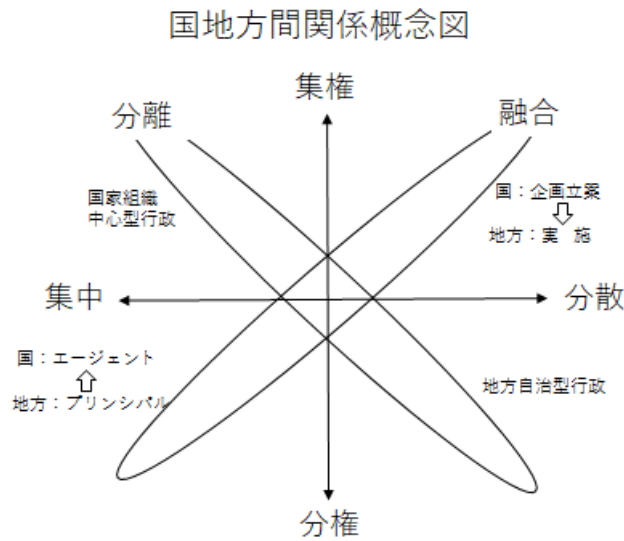 国地方間関係概念図
集権
分離
融合
国家組織
中心型行政
国：企画立案
地方：実　施
集中
分散
国：エージェント
地方：プリンシパル
地方自治型行政
分権